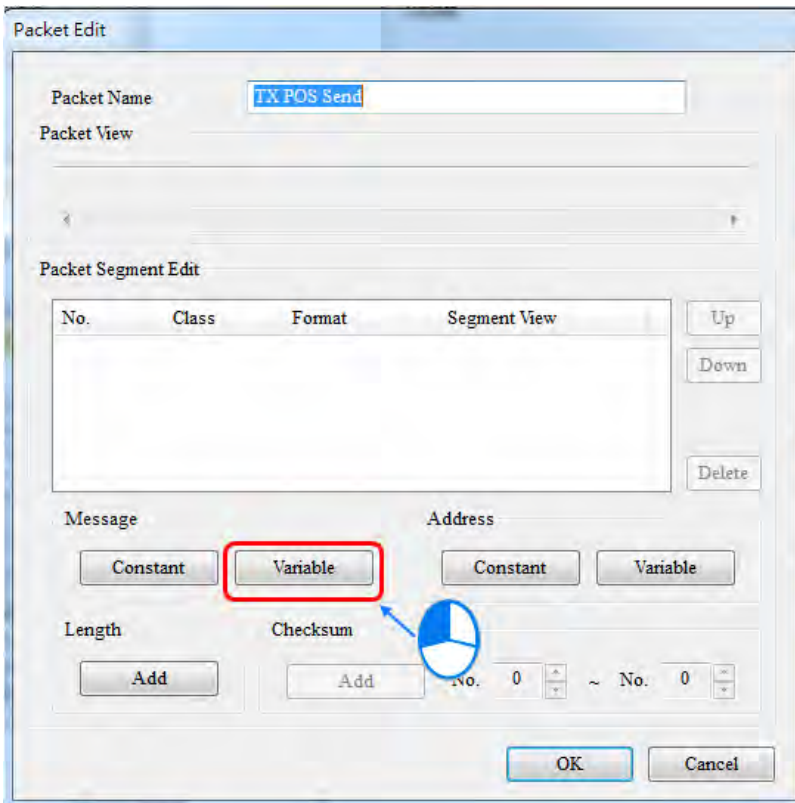 Packet Edit
Packet Name TX POS Send
Packet View
Packet Segment Edit
No. Class Format Segment View
Up
Down
Delete
Message Address
Constant Variable Constant Variable
Length Checksum
Add Add No. 0 ~ No. 0
OK Cancel